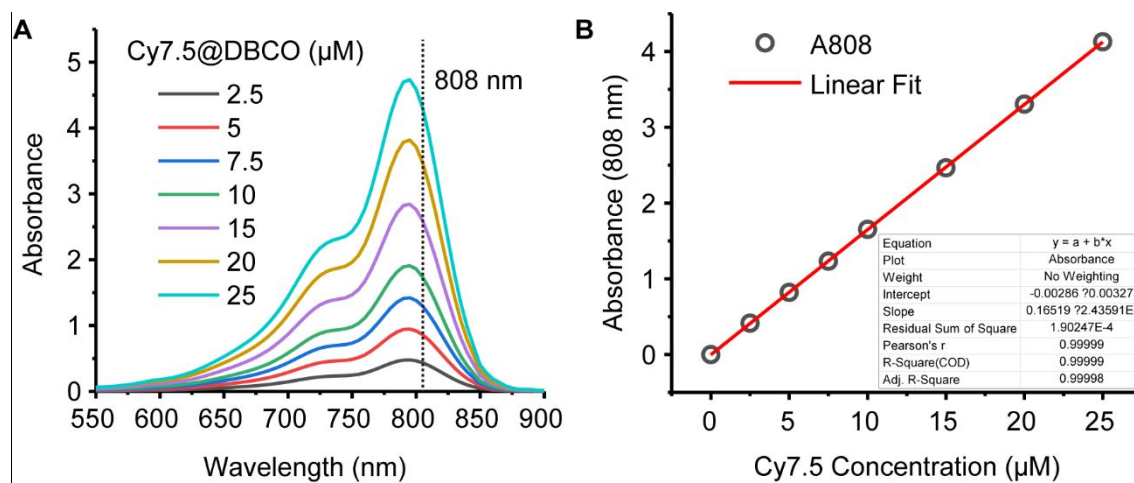 A
Cy7.5@DBCO (µM)
2.5
5
7.5
10
15
20
25
808 nm
5
4
3
2
1
0
Absorbance
550 600 650 700 750 800 850 900
Wavelength (nm)
B
A808
Linear Fit
4
3
2
1
0
Absorbance (808 nm)
Equation y = a + b*x
Plot Absorbance
Weight No Weighting
Intercept -0.00286 ?0.00327
Slope 0.16519 ?2.43591E
Residual Sum of Square 1.90247E-4
Pearson's r 0.99999
R-Square(COD) 0.99999
Adj. R-Square 0.99998
0 5 10 15 20 25
Cy7.5 Concentration (µM)